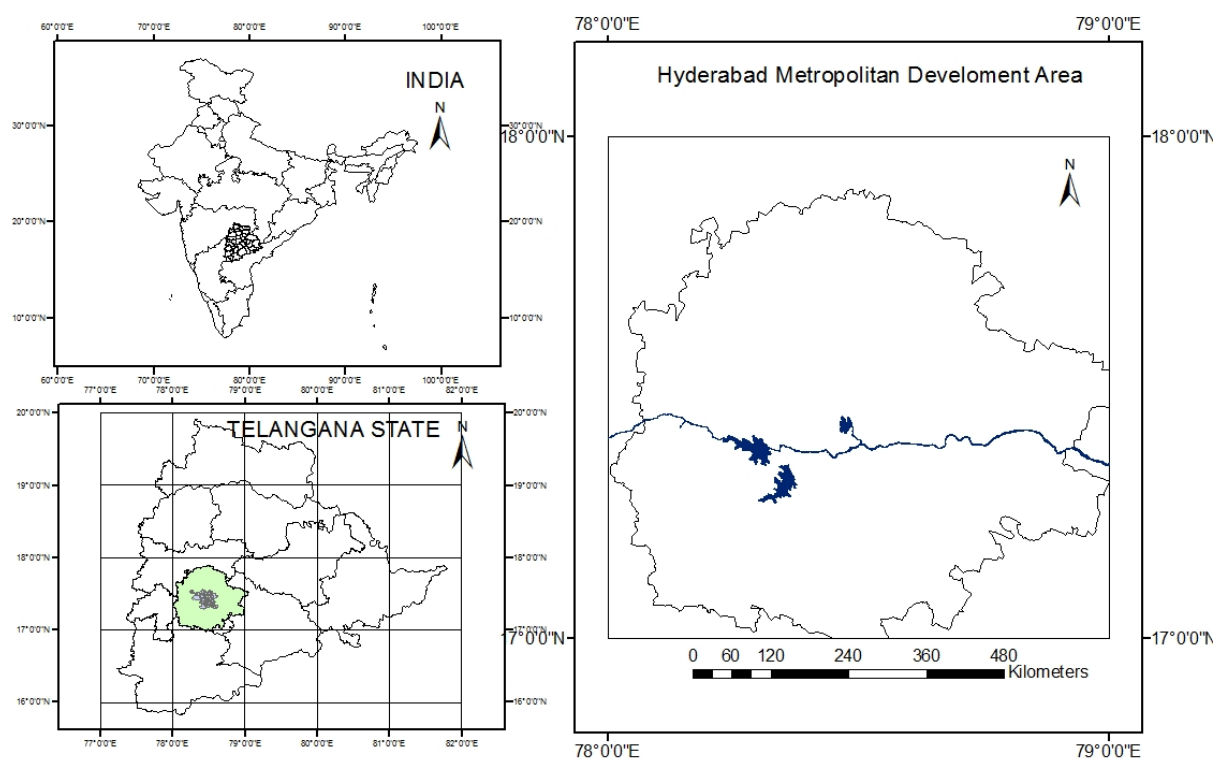 60°0'0"E 70°0'0"E 80°0'0"E 90°0'0"E 100°0'0"E
INDIA
N
30°0'0"N 30°0'0"N
20°0'0"N 20°0'0"N
10°0'0"N 10°0'0"N
60°0'0"E 70°0'0"E 80°0'0"E 90°0'0"E 100°0'0"E
77°0'0"E 78°0'0"E 79°0'0"E 80°0'0"E 81°0'0"E 82°0'0"E
TELANGANA STATE
N
20°0'0"N 20°0'0"N
19°0'0"N 19°0'0"N
18°0'0"N 18°0'0"N
17°0'0"N
16°0'0"N 16°0'0"N
77°0'0"E 78°0'0"E 79°0'0"E 80°0'0"E 81°0'0"E 82°0'0"E
78°0'0"E 79°0'0"E
Hyderabad Metropolitan Develoment Area
18°0'0"N 18°0'0"N
N
7°0'0"N 17°0'0"N
0 60 120 240 360 480
Kilometers
78°0'0"E 79°0'0"E